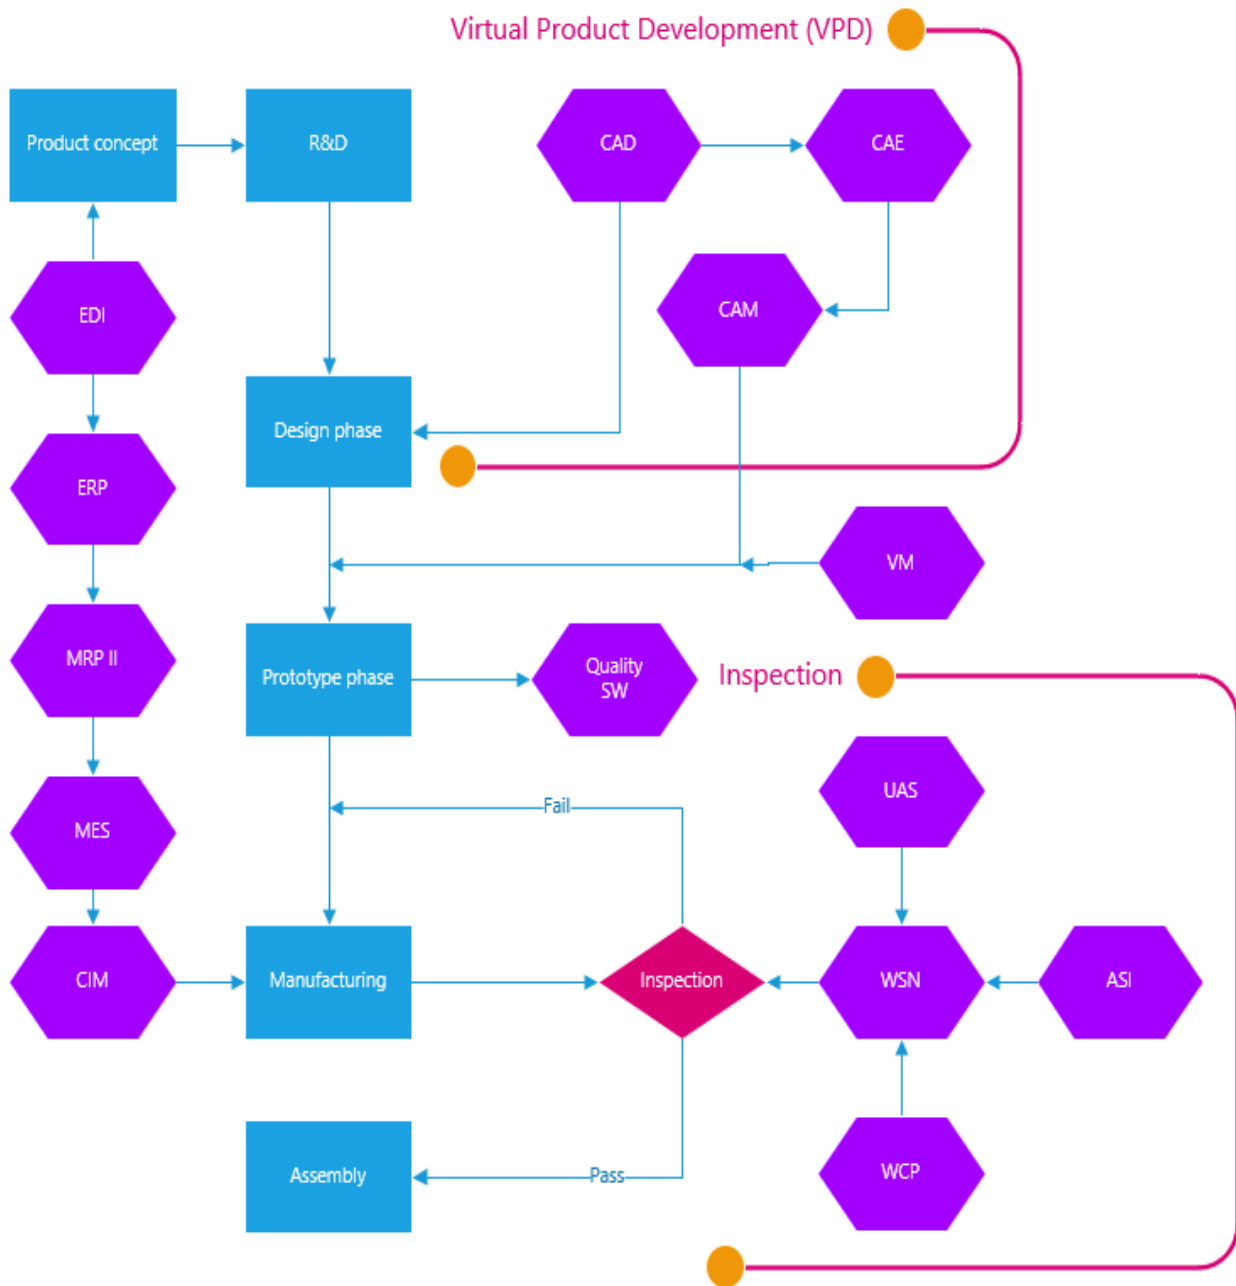 Virtual Product Development (VPD)
Product concept
R&D
CAD
CAE
EDI
CAM
Design phase
ERP
VM
MRP II
Prototype phase
Quality
SW
Inspection
UAS
Fail
MES
CIM
Manufacturing
Inspection
WSN
ASI
Assembly
Pass
WCP